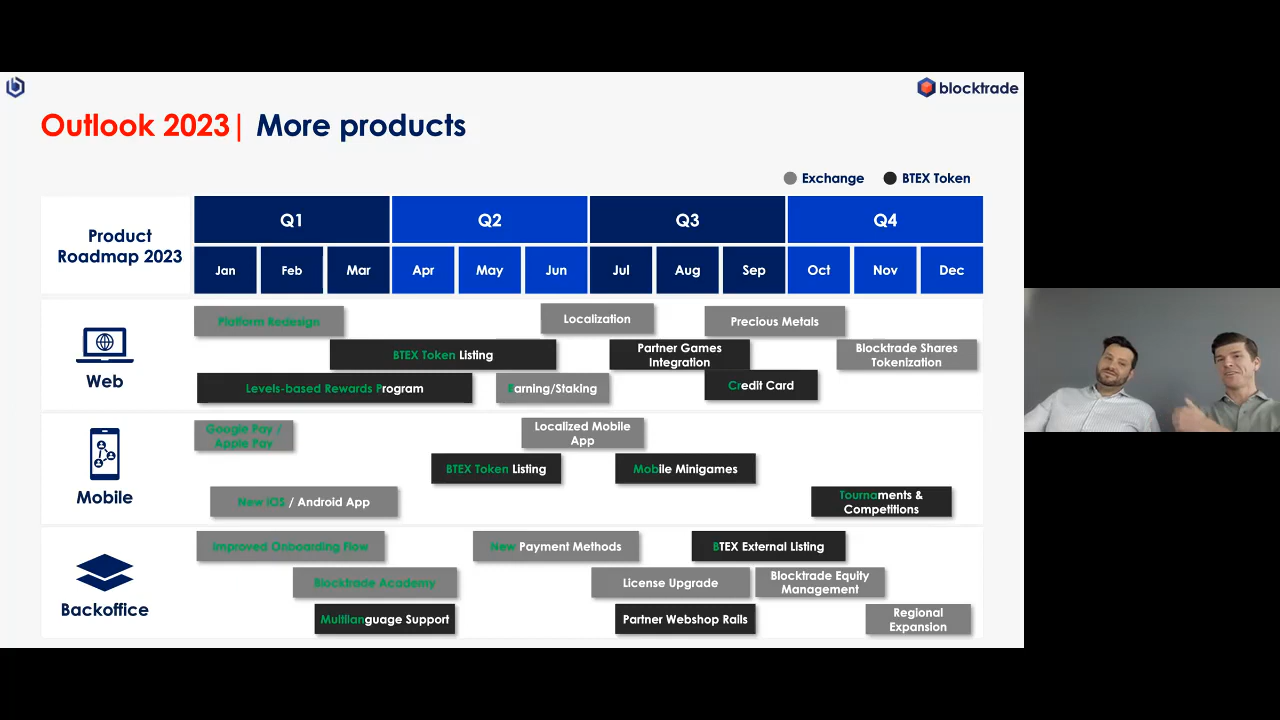 blocktrade
Outlook 2023| More products
Exchange
BTEX Token
Product
Roadmap 2023
Q1
Q2
Q3
Q4
Jan
Feb
Mar
Apr
May
Jun
Jul
Aug
Sep
Oct
Nov
Dec
Web
Platform Redesign
Localization
Precious Metals
BTEX Token Listing
Partner Games
Integration
Blocktrade Shares
Tokenization
Levels-based Rewards Program
Earning/Staking
Credit Card
Mobile
Google Pay /
Apple Pay
Localized Mobile
App
BTEX Token Listing
Mobile Minigames
New iOS / Android App
Tournaments &
Competitions
Backoffice
Improved Onboarding Flow
New Payment Methods
BTEX External Listing
Blocktrade Academy
License Upgrade
Blocktrade Equity
Management
Multilanguage Support
Partner Webshop Rails
Regional
Expansion